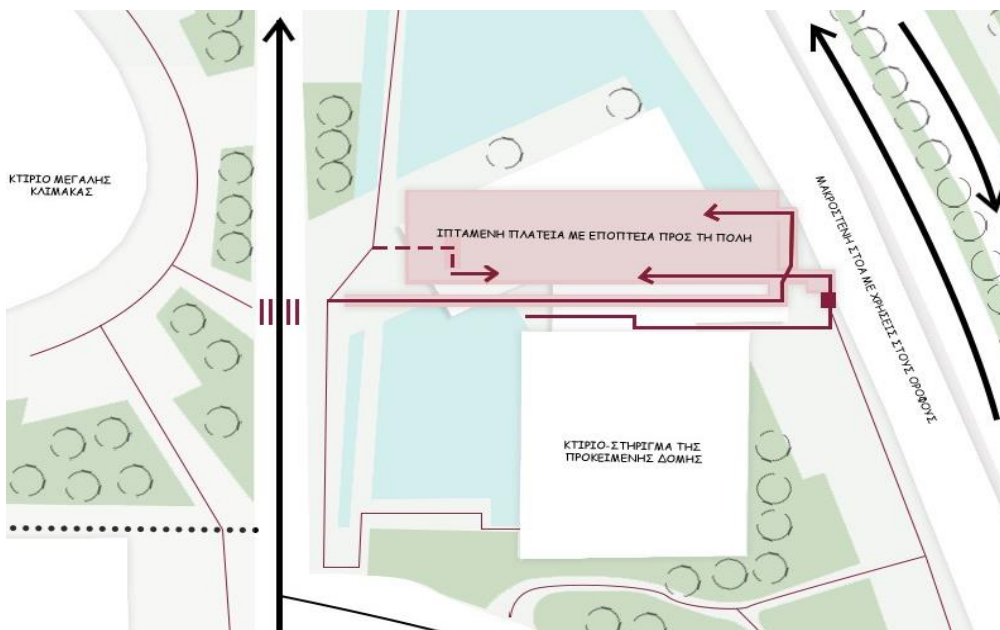 ΚΤΙΡΙΟ ΜΕΓΑΛΗΣ
ΚΛΙΜΑΚΑΣ
ΙΠΤΑΜΕΝΗ ΠΛΑΤΕΙΑ ΜΕ ΕΠΟΠΤΕΙΑ ΠΡΟΣ ΤΗ ΠΟΛΗ
ΜΑΚΡΟΣΤΕΝΗ ΣΤΟΑ ΜΕ ΧΡΗΣΕΙΣ ΣΤΟΥΣ ΟΡΟΦΟΥΣ
ΚΤΙΡΙΟ-ΣΤΗΡΙΓΜΑ ΤΗΣ
ΠΡΟΚΕΙΜΕΝΗΣ ΔΟΜΗΣ